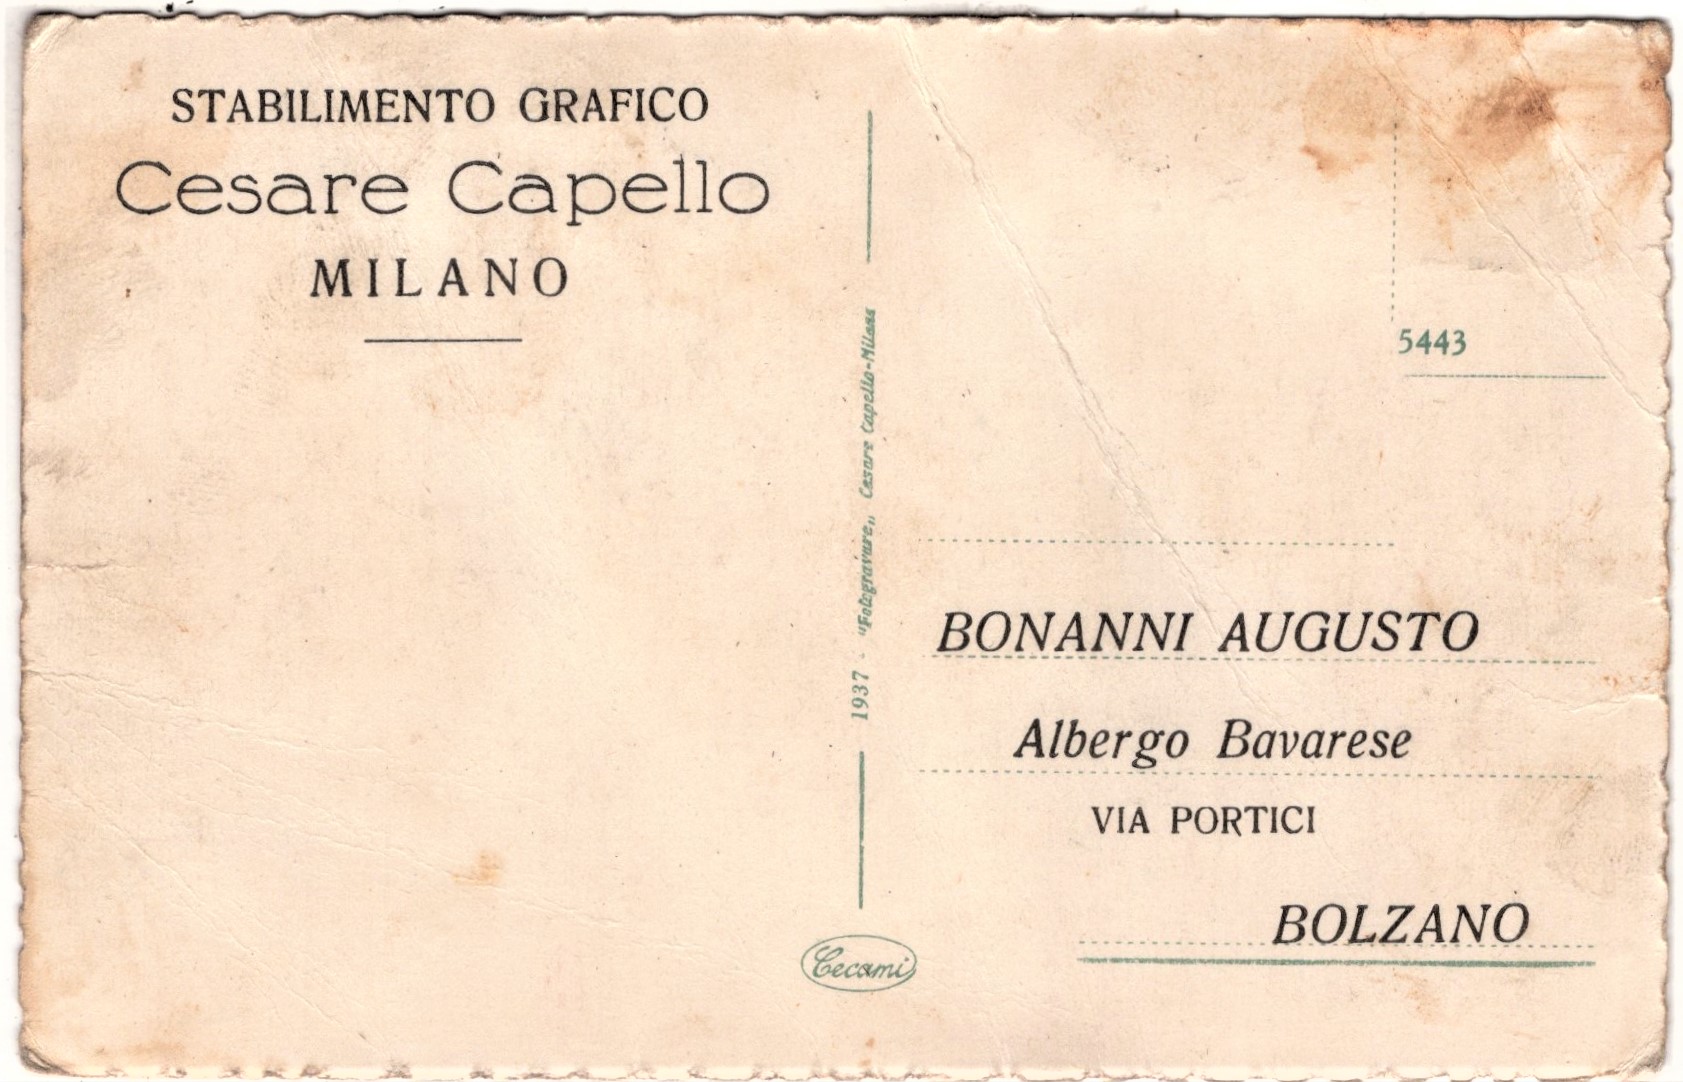 STABILIMENTO GRAFICO
Cesare Capello
MILANO
1937 - "Fotogravure„ Cesare Capello-Milano
Cecami
5443
BONANNI AUGUSTO
Albergo Bavarese
VIA PORTICI
BOLZANO